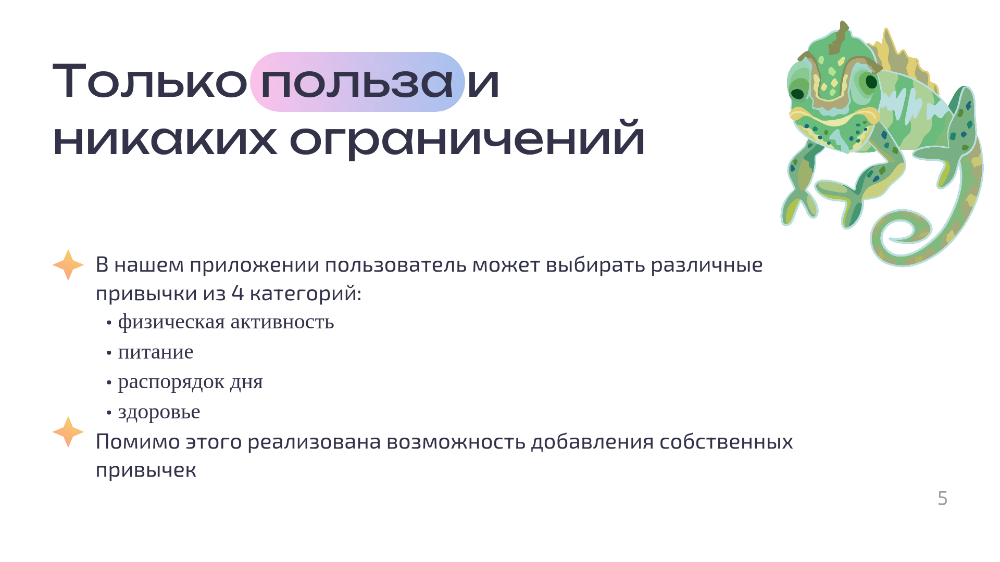 Только польза и
никаких ограничений
В нашем приложении пользователь может выбирать различные
привычки из 4 категорий:
• физическая активность
• питание
• распорядок дня
• здоровье
Помимо этого реализована возможность добавления собственных
привычек
5